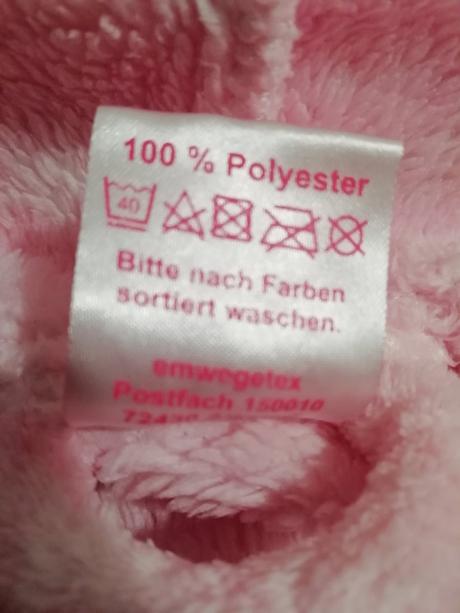 100 % Polyester
40
Bitte nach Farben
sortiert waschen.
emwegetex
Postfach 150010